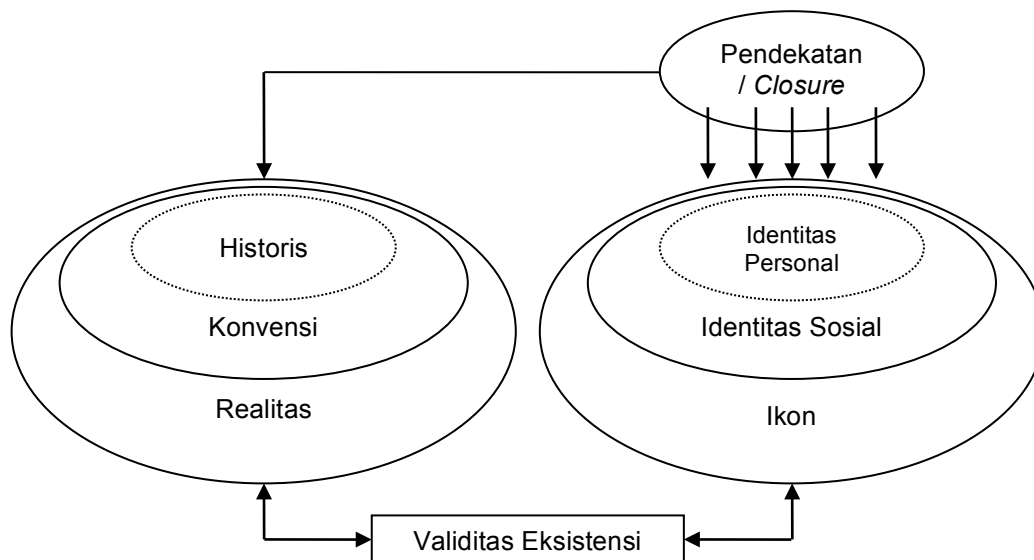 Pendekatan
/ Closure
Historis
Konvensi
Realitas
Identitas
Personal
Identitas Sosial
Ikon
Validitas Eksistensi